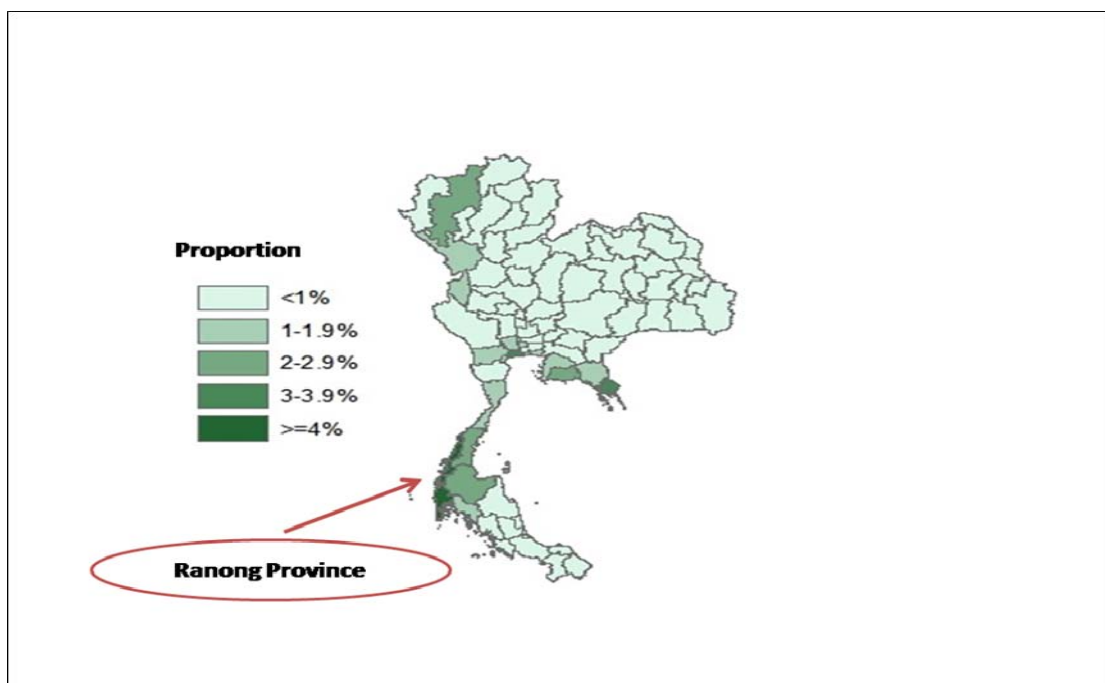 Proportion
<1%
1-1.9%
2-2.9%
3-3.9%
>=4%
Ranong Province